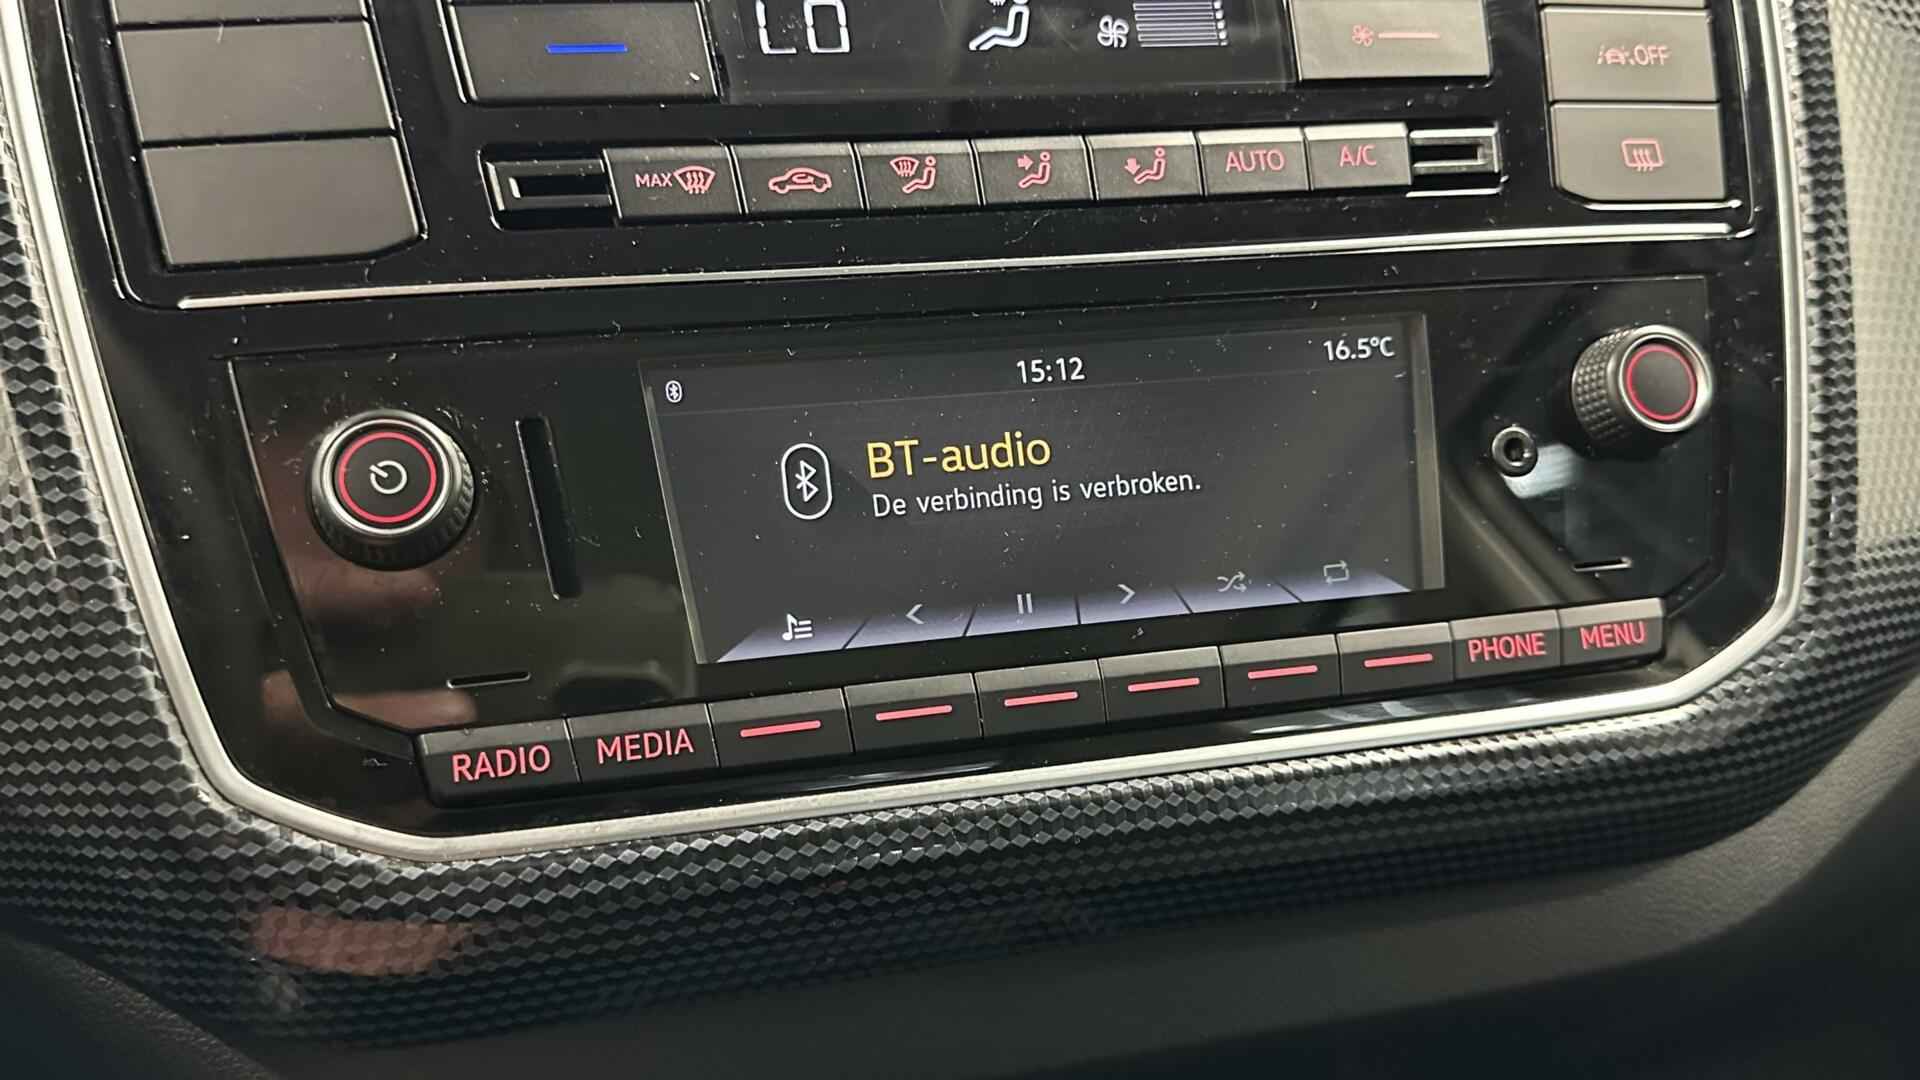 LO
OFF
MAX
AUTO
A/C
15:12
16.5°C
BT-audio
De verbinding is verbroken.
RADIO
MEDIA
PHONE
MENU